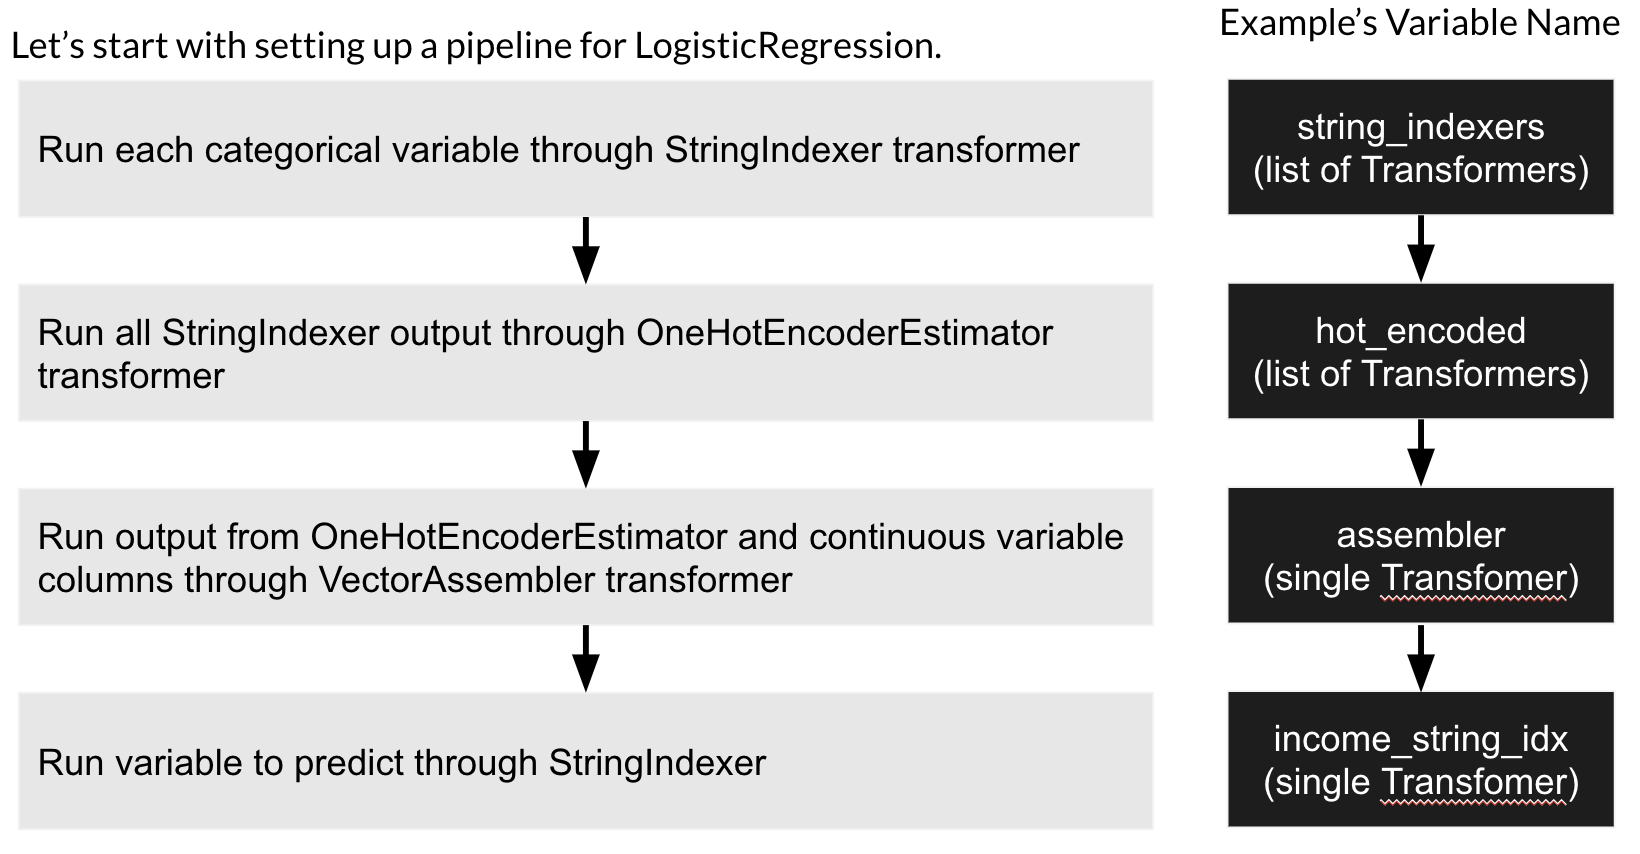 Let’s start with setting up a pipeline for LogisticRegression.
Example’s Variable Name
Run each categorical variable through StringIndexer transformer
string_indexers
(list of Transformers)
Run all StringIndexer output through OneHotEncoderEstimator
transformer
hot_encoded
(list of Transformers)
Run output from OneHotEncoderEstimator and continuous variable
columns through VectorAssembler transformer
assembler
(single Transfomer)
Run variable to predict through StringIndexer
income_string_idx
(single Transfomer)